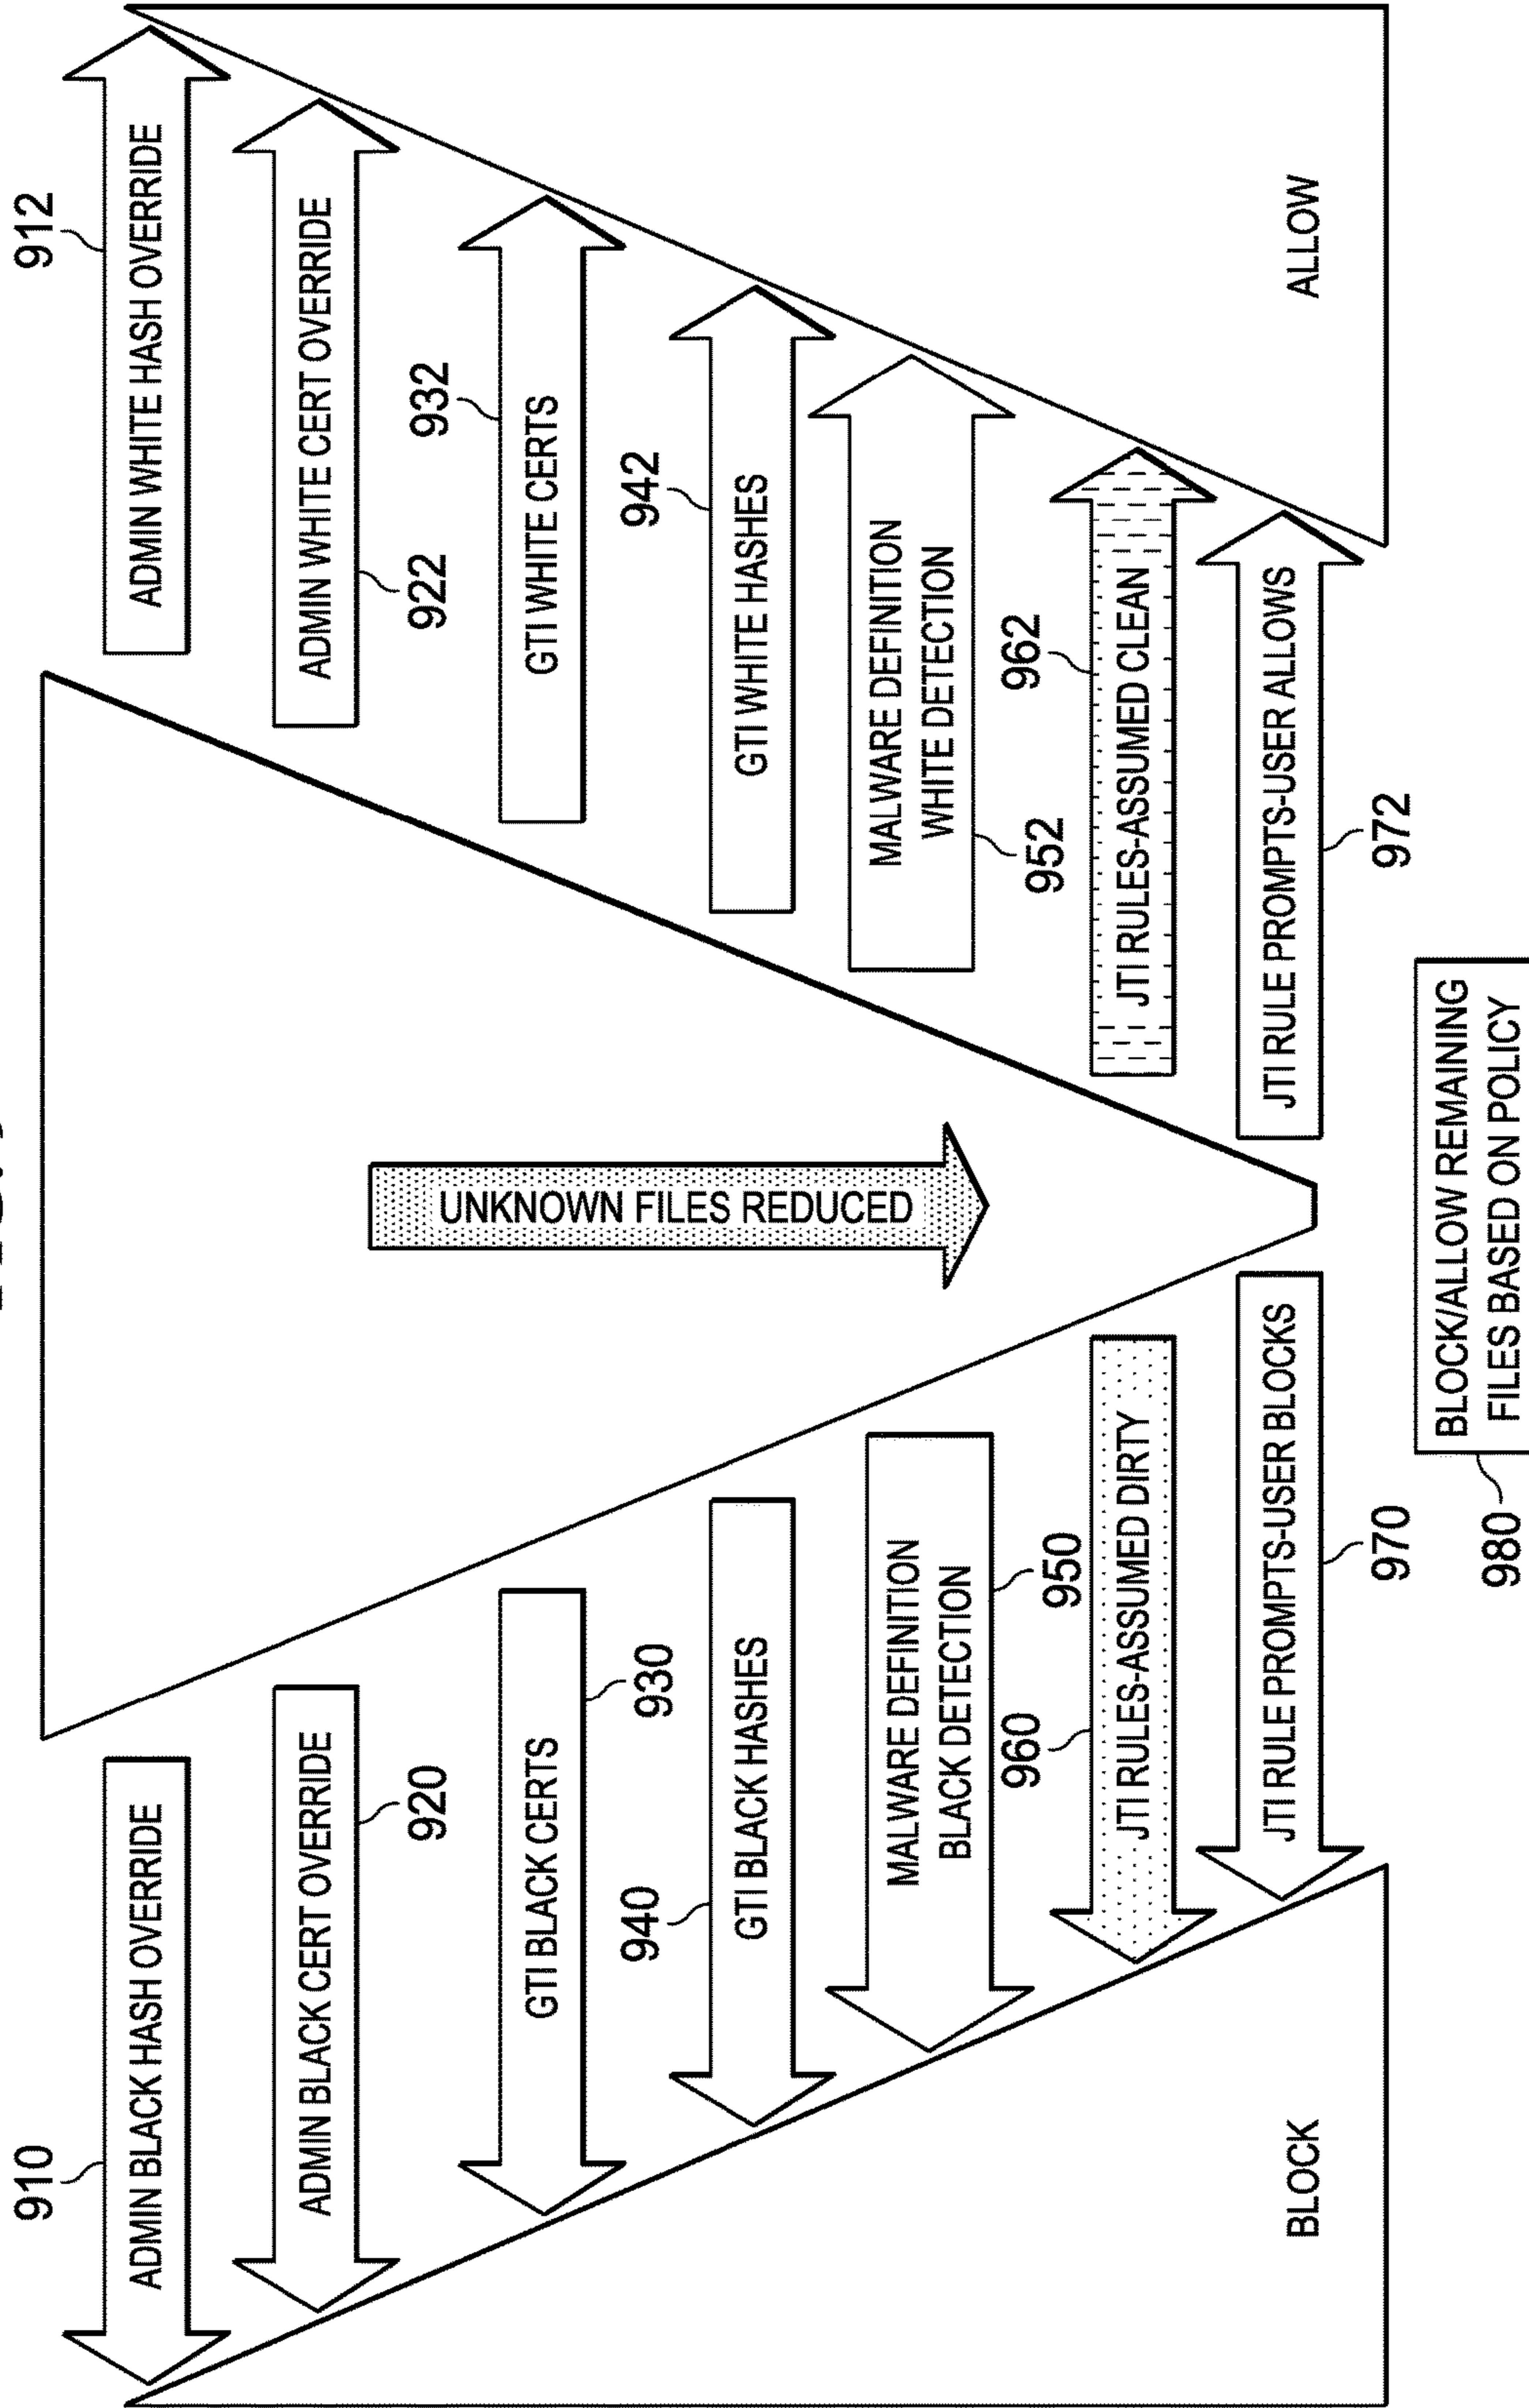 910
ADMIN BLACK HASH OVERRIDE
912
ADMIN WHITE HASH OVERRIDE
ADMIN BLACK CERT OVERRIDE
920
ADMIN WHITE CERT OVERRIDE
922
GTI BLACK CERTS
930
932
GTI WHITE CERTS
940
GTI BLACK HASHES
942
GTI WHITE HASHES
MALWARE DEFINITION
BLACK DETECTION
950
MALWARE DEFINITION
WHITE DETECTION
952
UNKNOWN FILES REDUCED
960
JTI RULES-ASSUMED DIRTY
962
JTI RULES-ASSUMED CLEAN
JTI RULE PROMPTS-USER BLOCKS
970
JTI RULE PROMPTS-USER ALLOWS
972
BLOCK
ALLOW
980
BLOCK/ALLOW REMAINING
FILES BASED ON POLICY